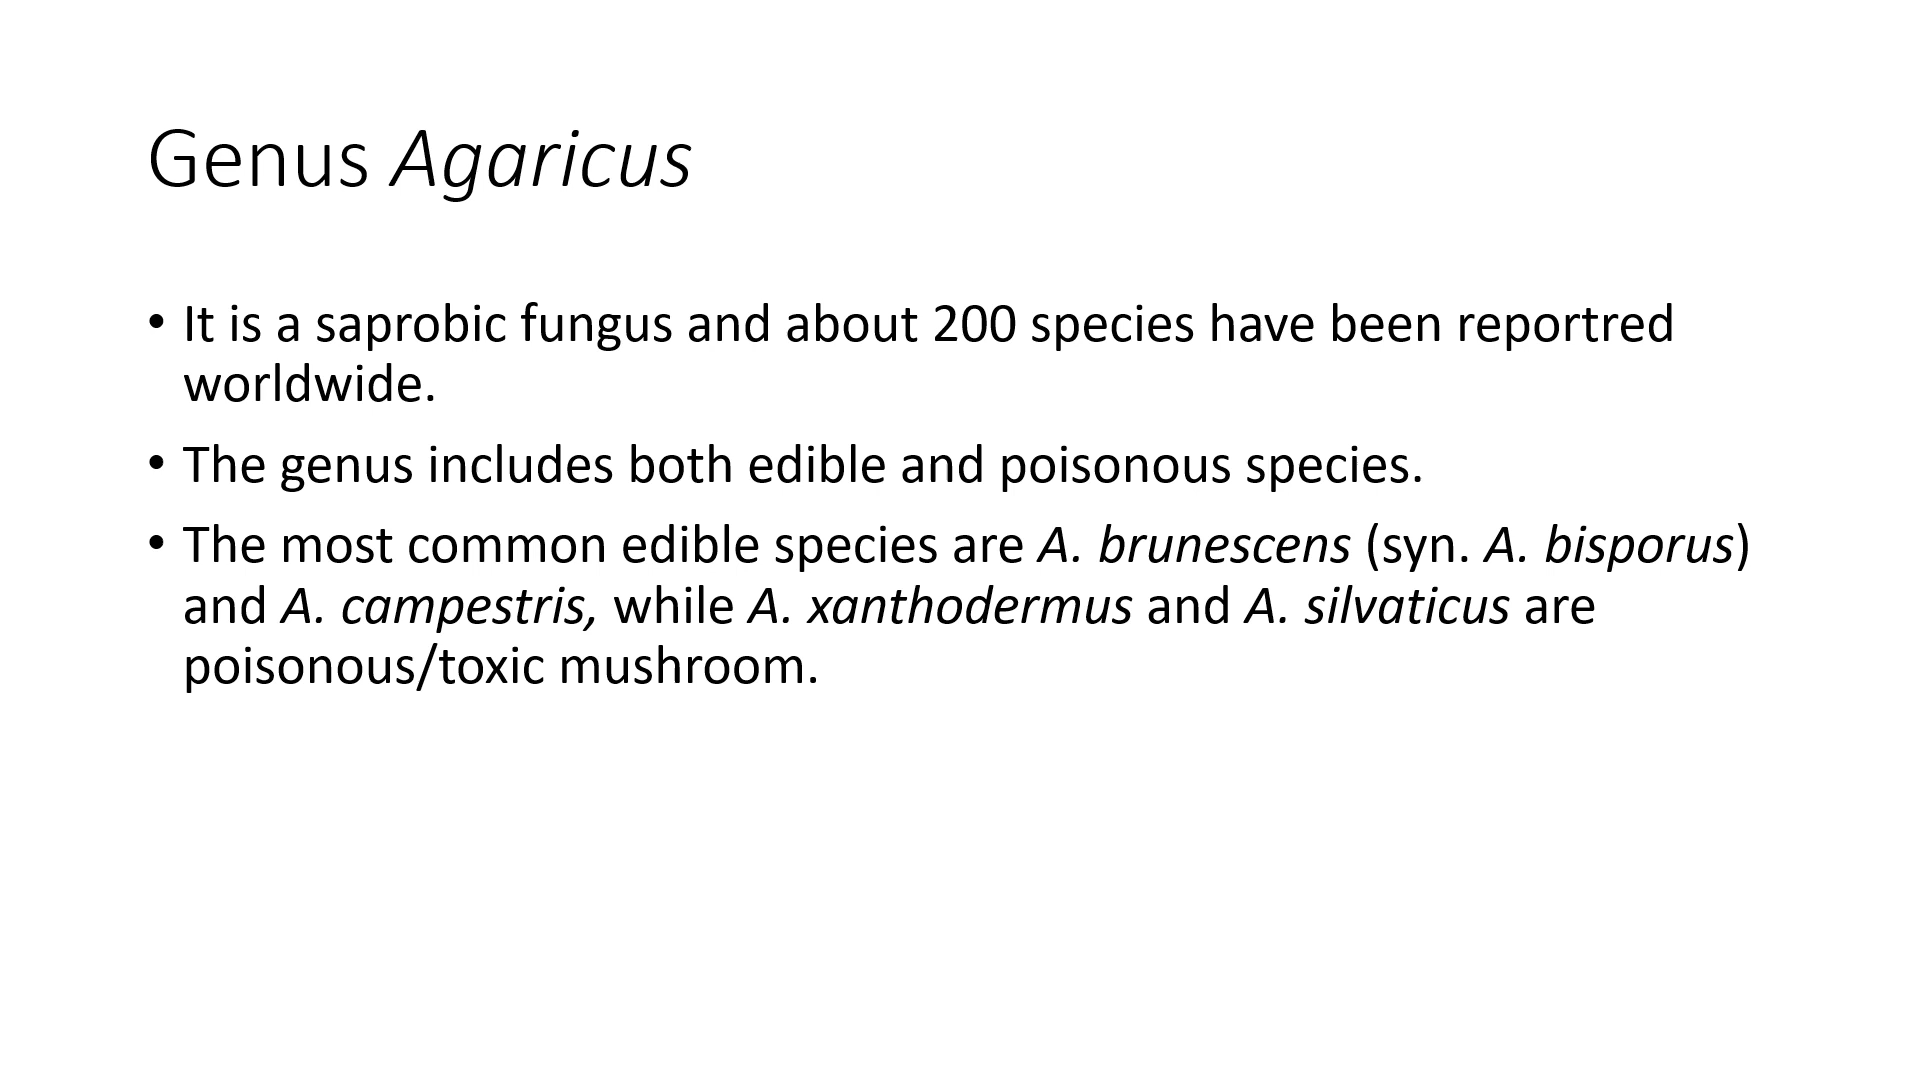 Genus Agaricus
• It is a saprobic fungus and about 200 species have been reportred
worldwide.
• The genus includes both edible and poisonous species.
• The most common edible species are A. brunescens (syn. A. bisporus)
and A. campestris, while A. xanthodermus and A. silvaticus are
poisonous/toxic mushroom.